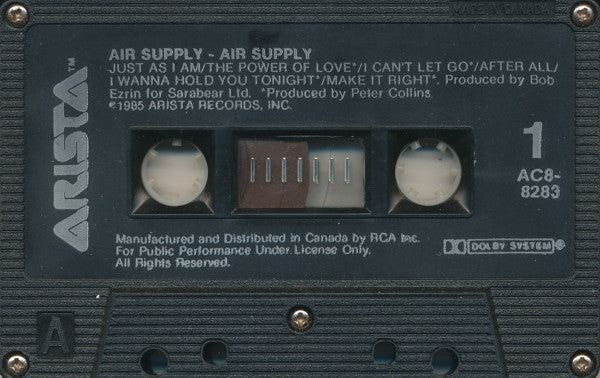 MADE IN CANADA
ARISTA™
AIR SUPPLY - AIR SUPPLY
JUST AS I AM/THE POWER OF LOVE*/I CAN'T LET GO*/AFTER ALL/
I WANNA HOLD YOU TONIGHT*/MAKE IT RIGHT*. Produced by Bob
Ezrin for Sarabear Ltd. *Produced by Peter Collins.
℗1985 ARISTA RECORDS, INC.
1
AC8-
8283
Manufactured and Distributed in Canada by RCA Inc.
For Public Performance Under License Only.
All Rights Reserved.
DOLBY SYSTEM®
A